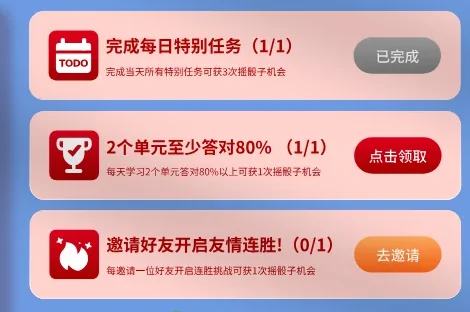 TODO
完成每日特别任务（1/1）
完成当天所有特别任务可获3次摇骰子机会
已完成
2个单元至少答对80% （1/1）
每天学习2个单元答对80%以上可获1次摇骰子机会
点击领取
邀请好友开启友情连胜!（0/1）
每邀请一位好友开启连胜挑战可获1次摇骰子机会
去邀请